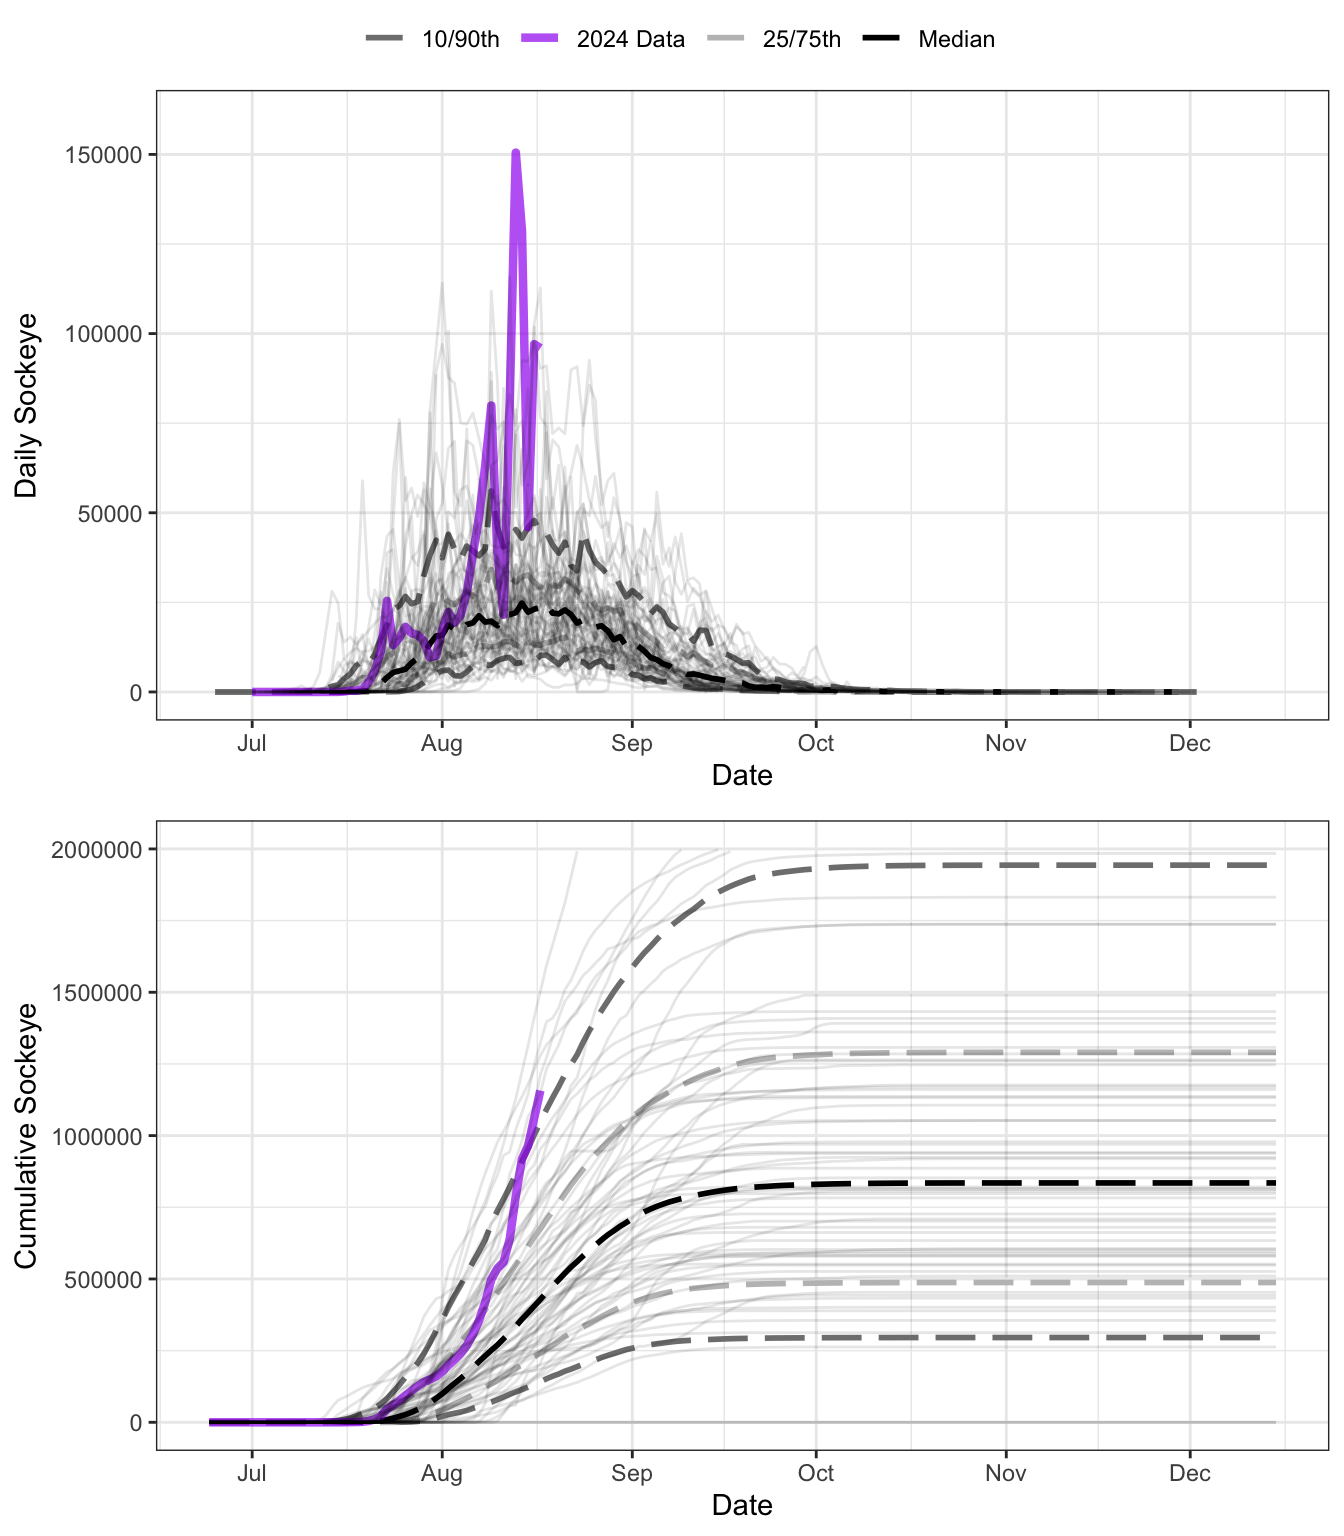 10/90th 2024 Data 25/75th Median
Daily Sockeye
150000
100000
50000
0
Jul Aug Sep Oct Nov Dec
Date
Cumulative Sockeye
2000000
1500000
1000000
500000
0
Jul Aug Sep Oct Nov Dec
Date